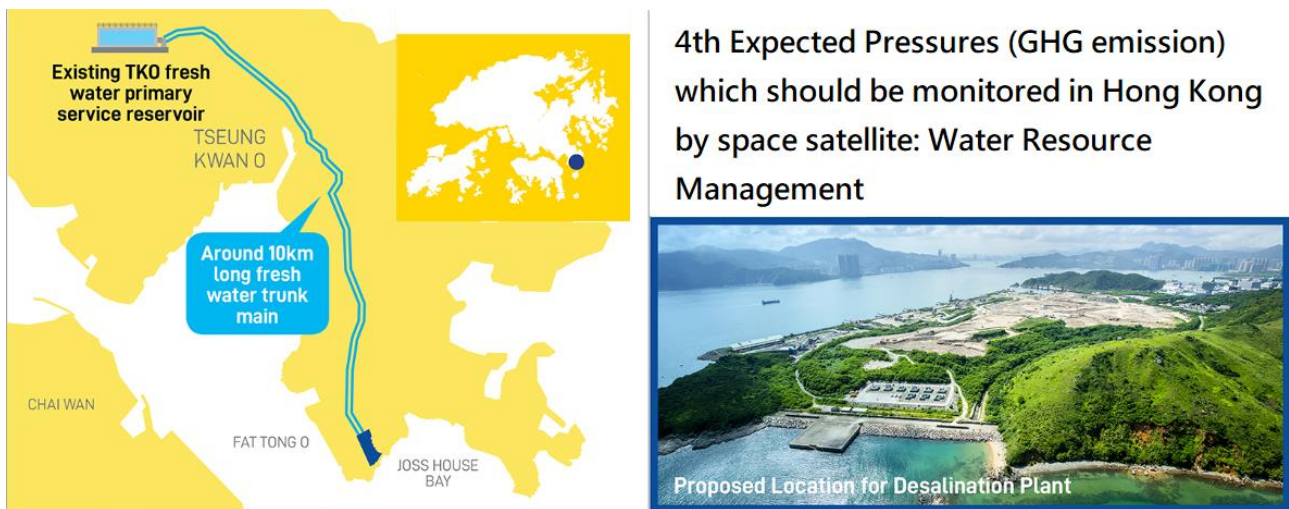 Existing TKO fresh
water primary
service reservoir
TSEUNG
KWAN O
Around 10km
long fresh
water trunk
main
CHAI WAN
FAT TONG O
JOSS HOUSE
BAY
4th Expected Pressures (GHG emission)
which should be monitored in Hong Kong
by space satellite: Water Resource
Management
Proposed Location for Desalination Plant